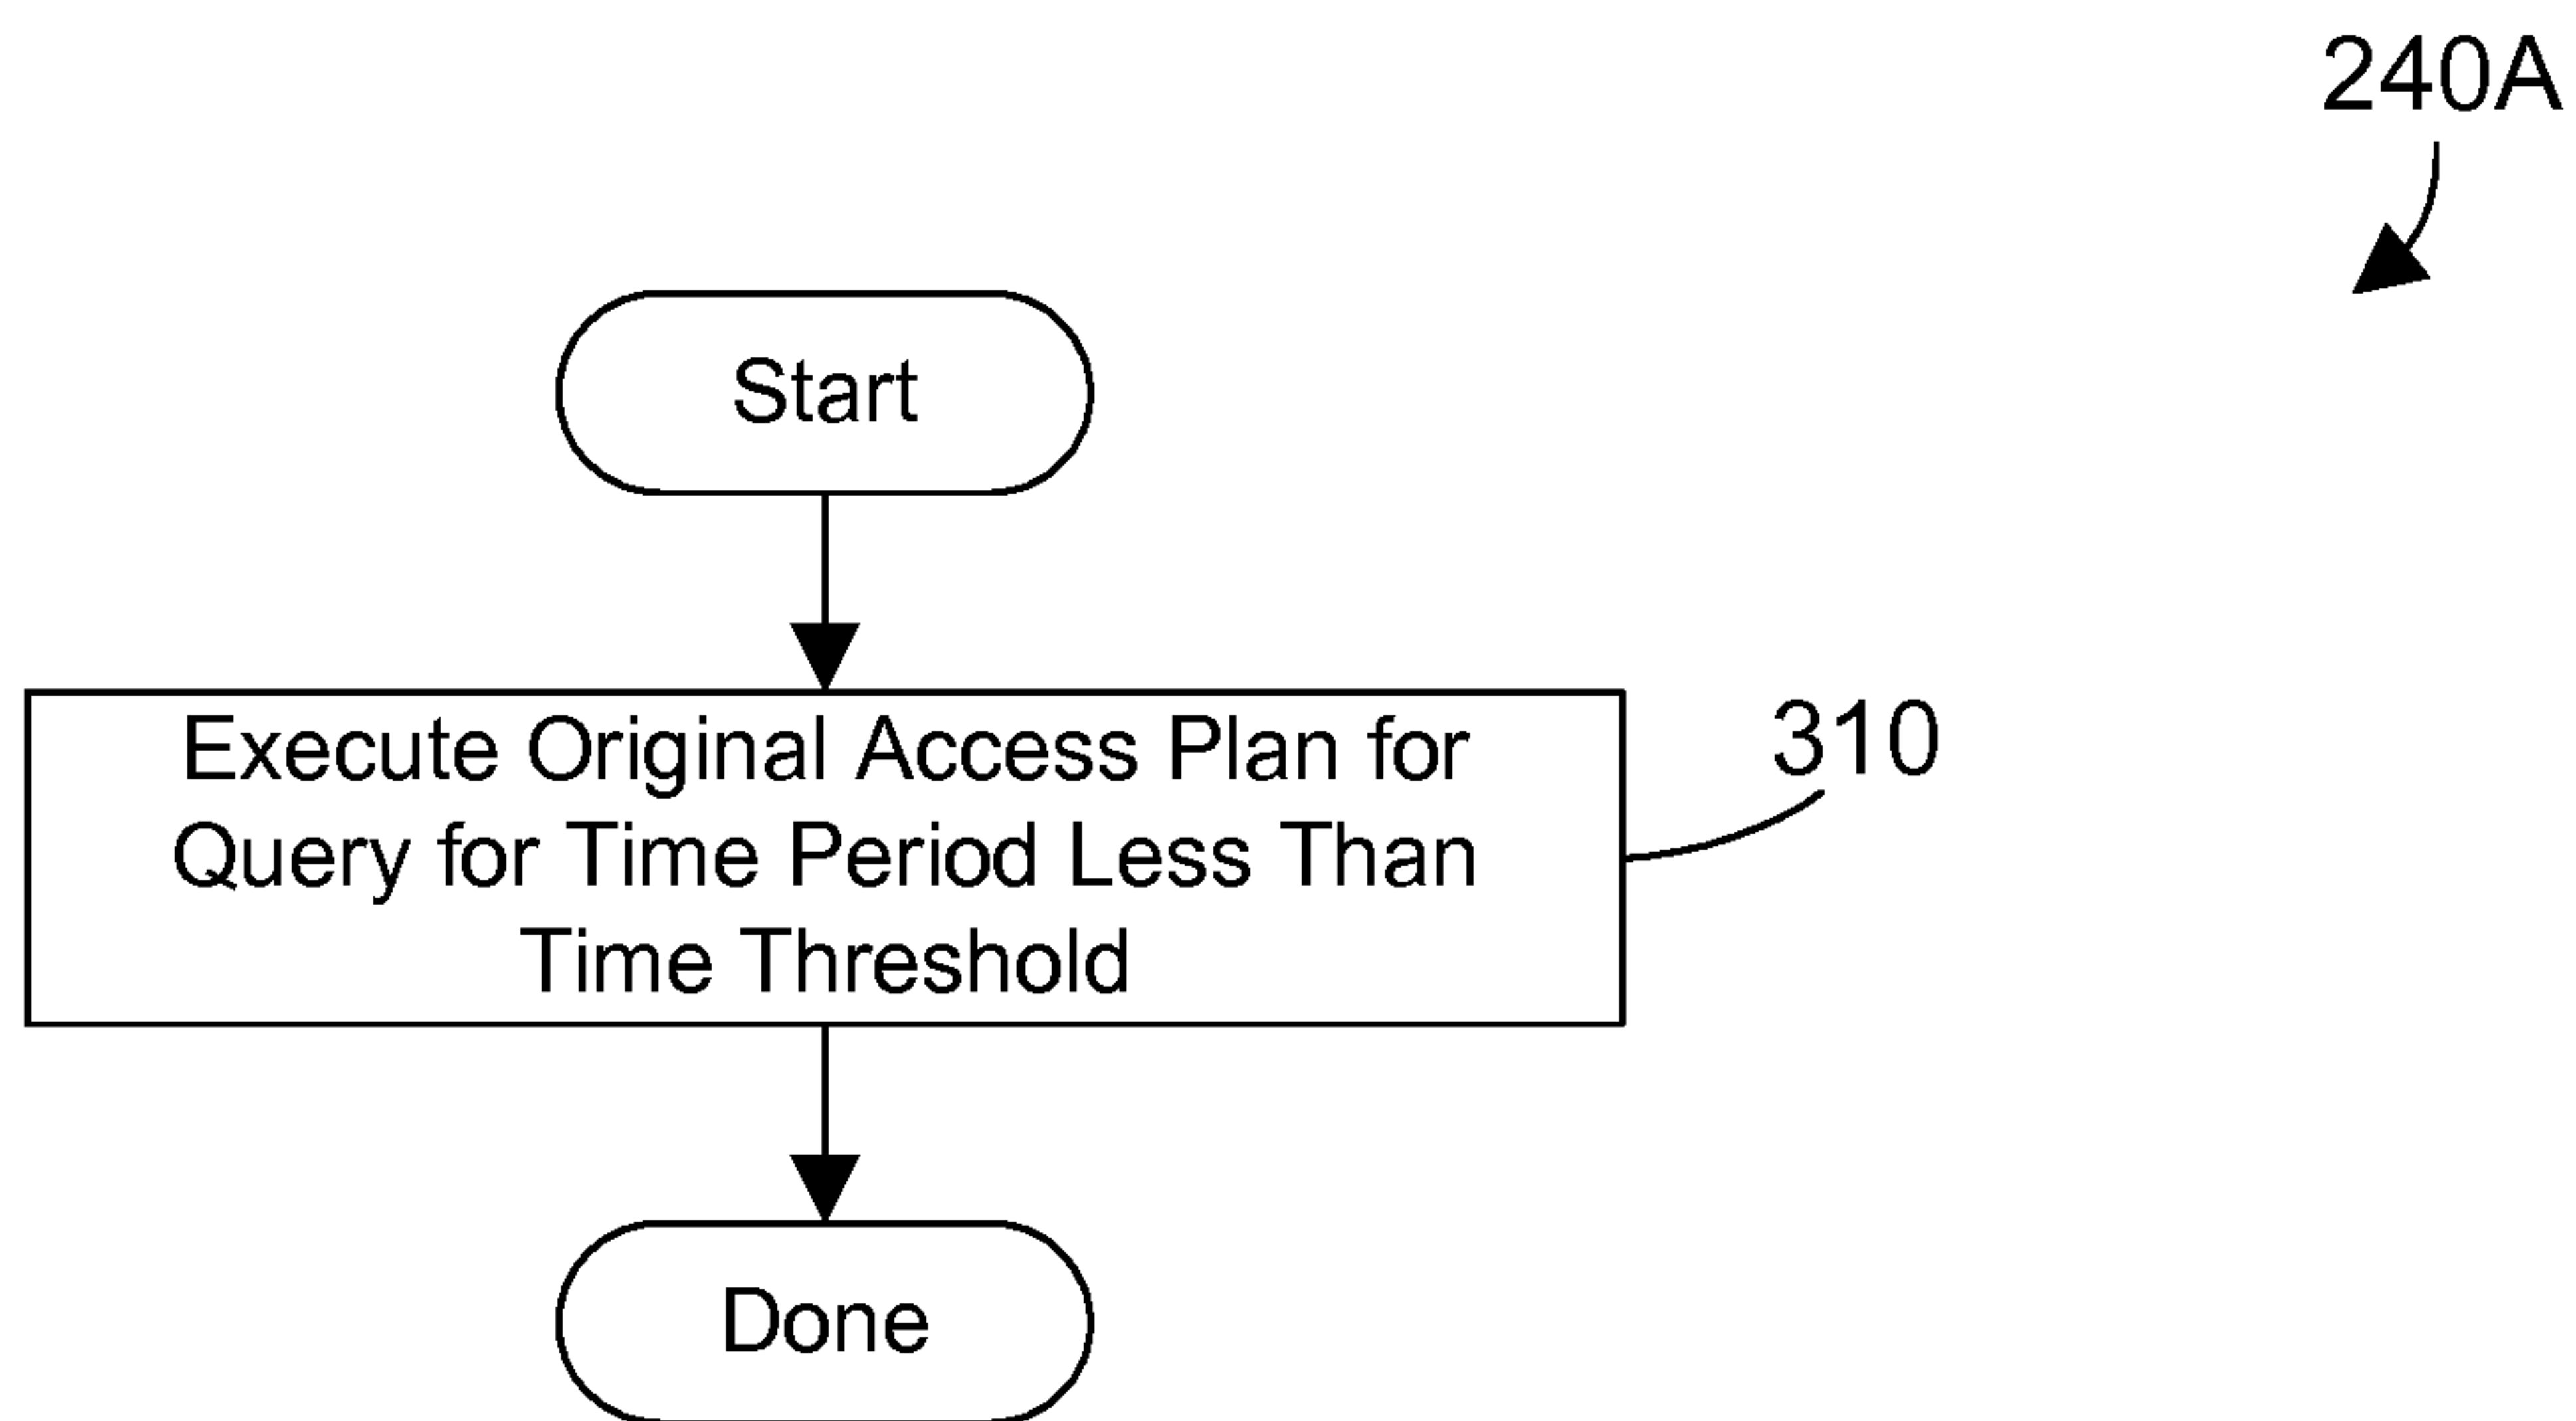 240A
Start
Execute Original Access Plan for
Query for Time Period Less Than
Time Threshold
310
Done